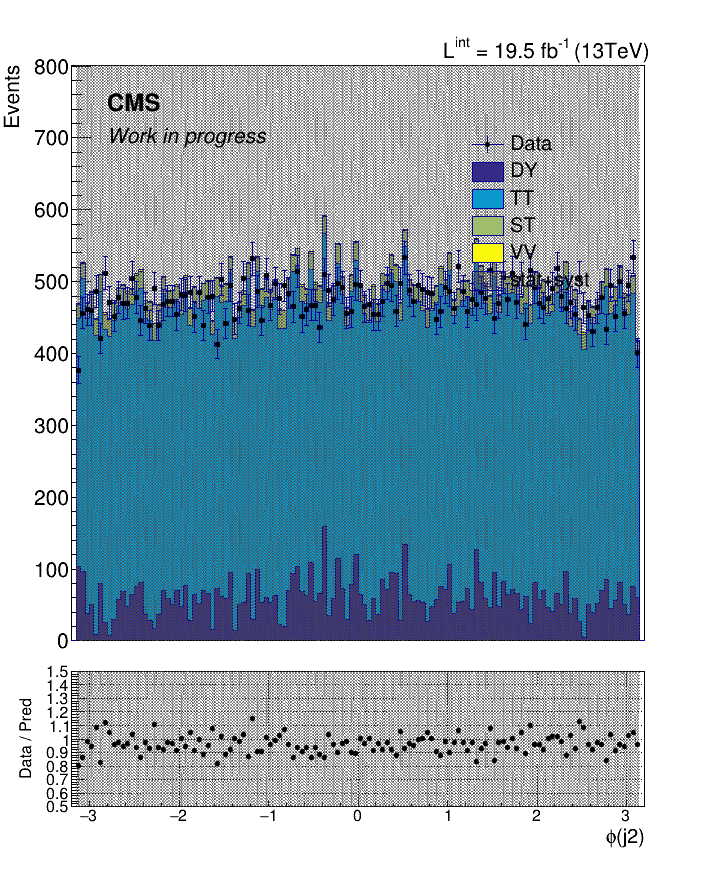 L^int = 19.5 fb^-1 (13TeV)
Events
800
CMS
Work in progress
700
Data
DY
TT
600
ST
VV
500
400
300
200
100
0
1.5
1.4
1.3
1.2
1.1
1
0.9
0.8
0.7
0.6
0.5
Data / Pred
−3 −2 −1 0 1 2 3
ϕ(j2)